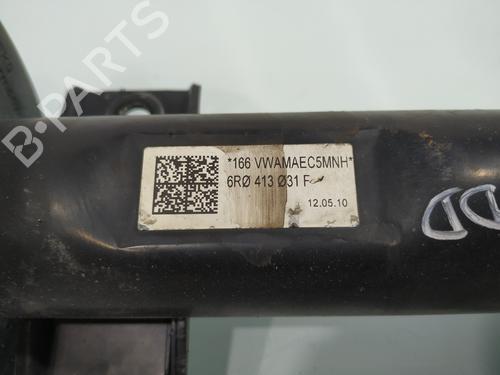 B-PARTS
*166 VWAMAEC5MNH*
6RØ 413 Ø31 F
12.05.10